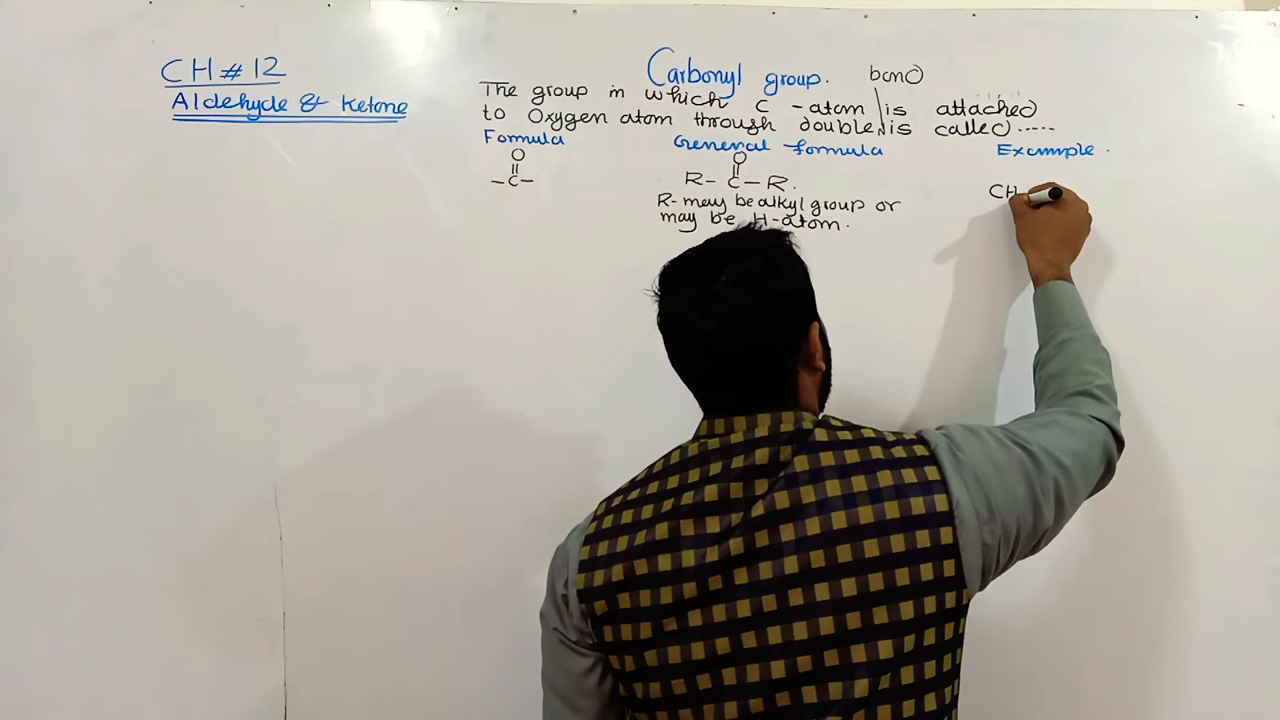 CH # 12
Aldehyde & Ketone
Carbonyl group.
bond
The group in which C - atom is attached
to Oxygen atom through double is called .....
Formula
O
||
- C -
General formula
O
||
R - C - R.
R- may be alkyl group or
may be H-atom.
Example.
CH